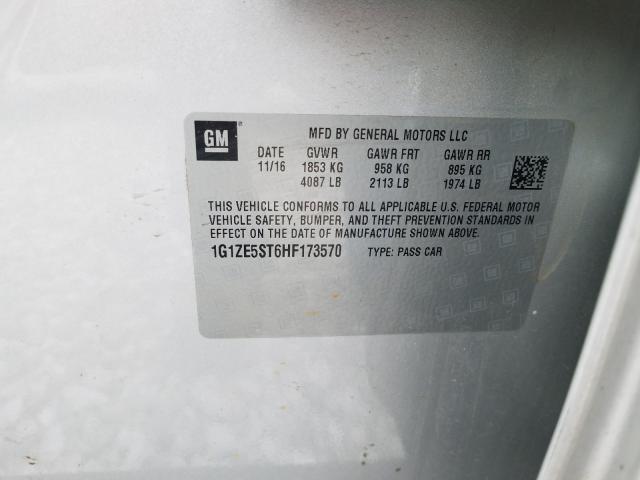 GM ® MFD BY GENERAL MOTORS LLC
DATE GVWR GAWR FRT GAWR RR
11/16 1853 KG 958 KG 895 KG
4087 LB 2113 LB 1974 LB
THIS VEHICLE CONFORMS TO ALL APPLICABLE U.S. FEDERAL MOTOR
VEHICLE SAFETY, BUMPER, AND THEFT PREVENTION STANDARDS IN
EFFECT ON THE DATE OF MANUFACTURE SHOWN ABOVE.
1G1ZE5ST6HF173570 TYPE: PASS CAR